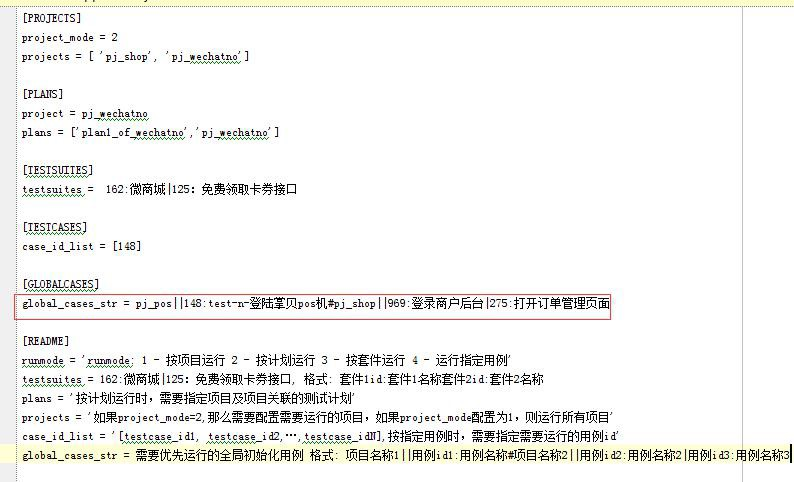 [PROJECTS]
project_mode = 2
projects = [ 'pj_shop', 'pj_wechatno']
[PLANS]
project = pj_wechatno
plans = ['plan1_of_wechatno','pj_wechatno']
[TESTSUITES]
testsuites =  162:微商城|125: 免费领取卡券接口
[TESTCASES]
case_id_list = [148]
[GLOBALCASES]
global_cases_str = pj_pos||148:test-n-登陆掌贝pos机#pj_shop||969:登录商户后台|275:打开订单管理页面
[README]
runmode = 'runmode: 1 - 按项目运行 2 - 按计划运行 3 - 按套件运行 4 - 运行指定用例'
testsuites = 162:微商城|125: 免费领取卡券接口, 格式: 套件1id:套件1名称套件2id:套件2名称
plans = '按计划运行时，需要指定项目及项目关联的测试计划'
projects = '如果project_mode=2,那么需要配置需要运行的项目，如果project_mode配置为1，则运行所有项目'
case_id_list = '[testcase_id1, testcase_id2,…,testcase_idN],按指定用例时，需要指定需要运行的用例id'
global_cases_str = 需要优先运行的全局初始化用例 格式: 项目名称1||用例id1:用例名称#项目名称2||用例id2:用例名称2|用例id3:用例名称3